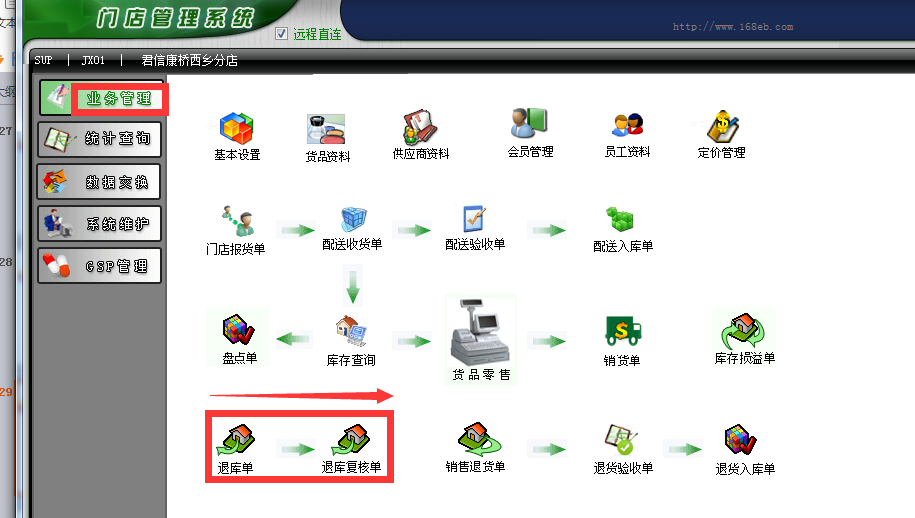 门店管理系统
远程直连
http://www.168eb.com
SUP | JX01 | 君信康桥西乡分店
业务管理
统计查询
数据交换
系统维护
GSP管理
基本设置
货品资料
供应商资料
会员管理
员工资料
定价管理
门店报货单
配送收货单
配送验收单
配送入库单
盘点单
库存查询
货品零售
销货单
库存损益单
退库单
退库复核单
销售退货单
退货验收单
退货入库单
27
28
29